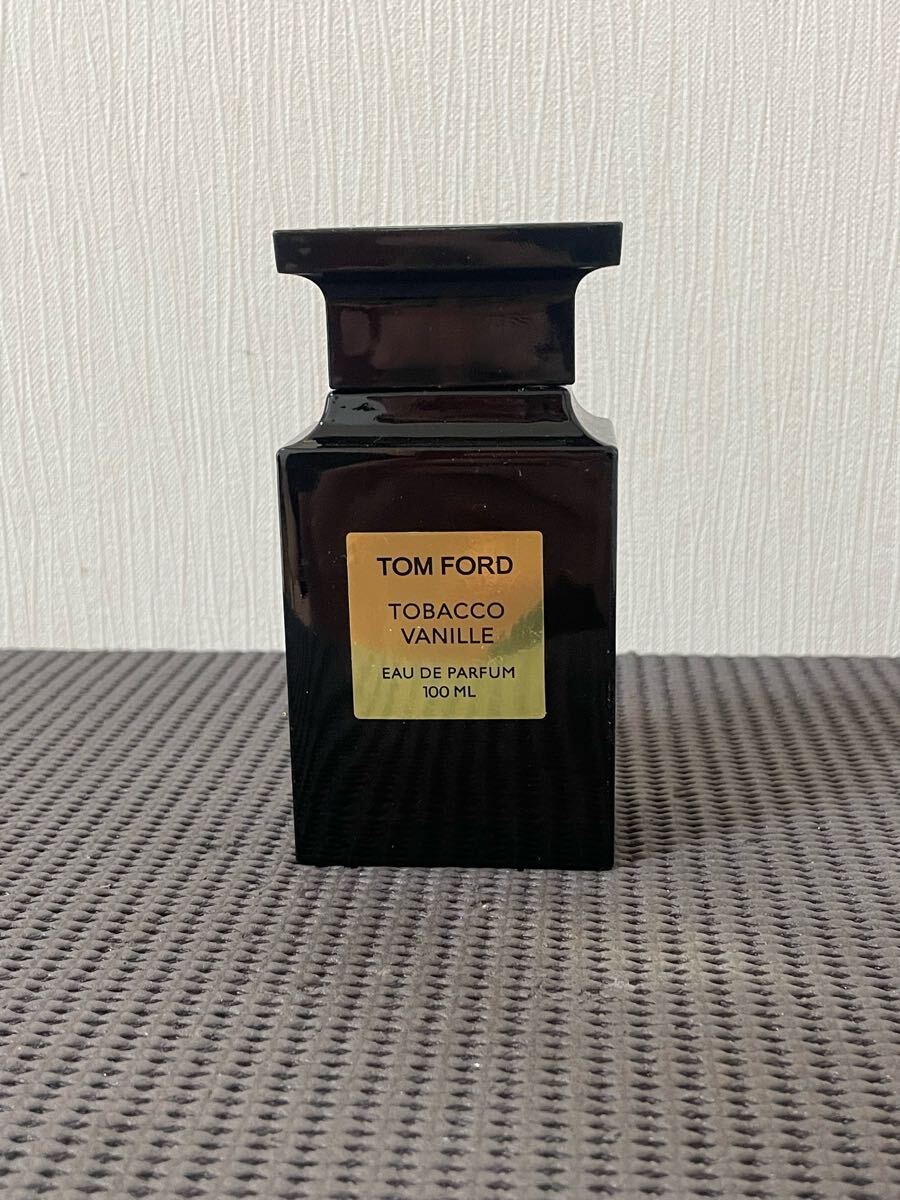 TOM FORD
TOBACCO
VANILLE
EAU DE PARFUM
100 ML